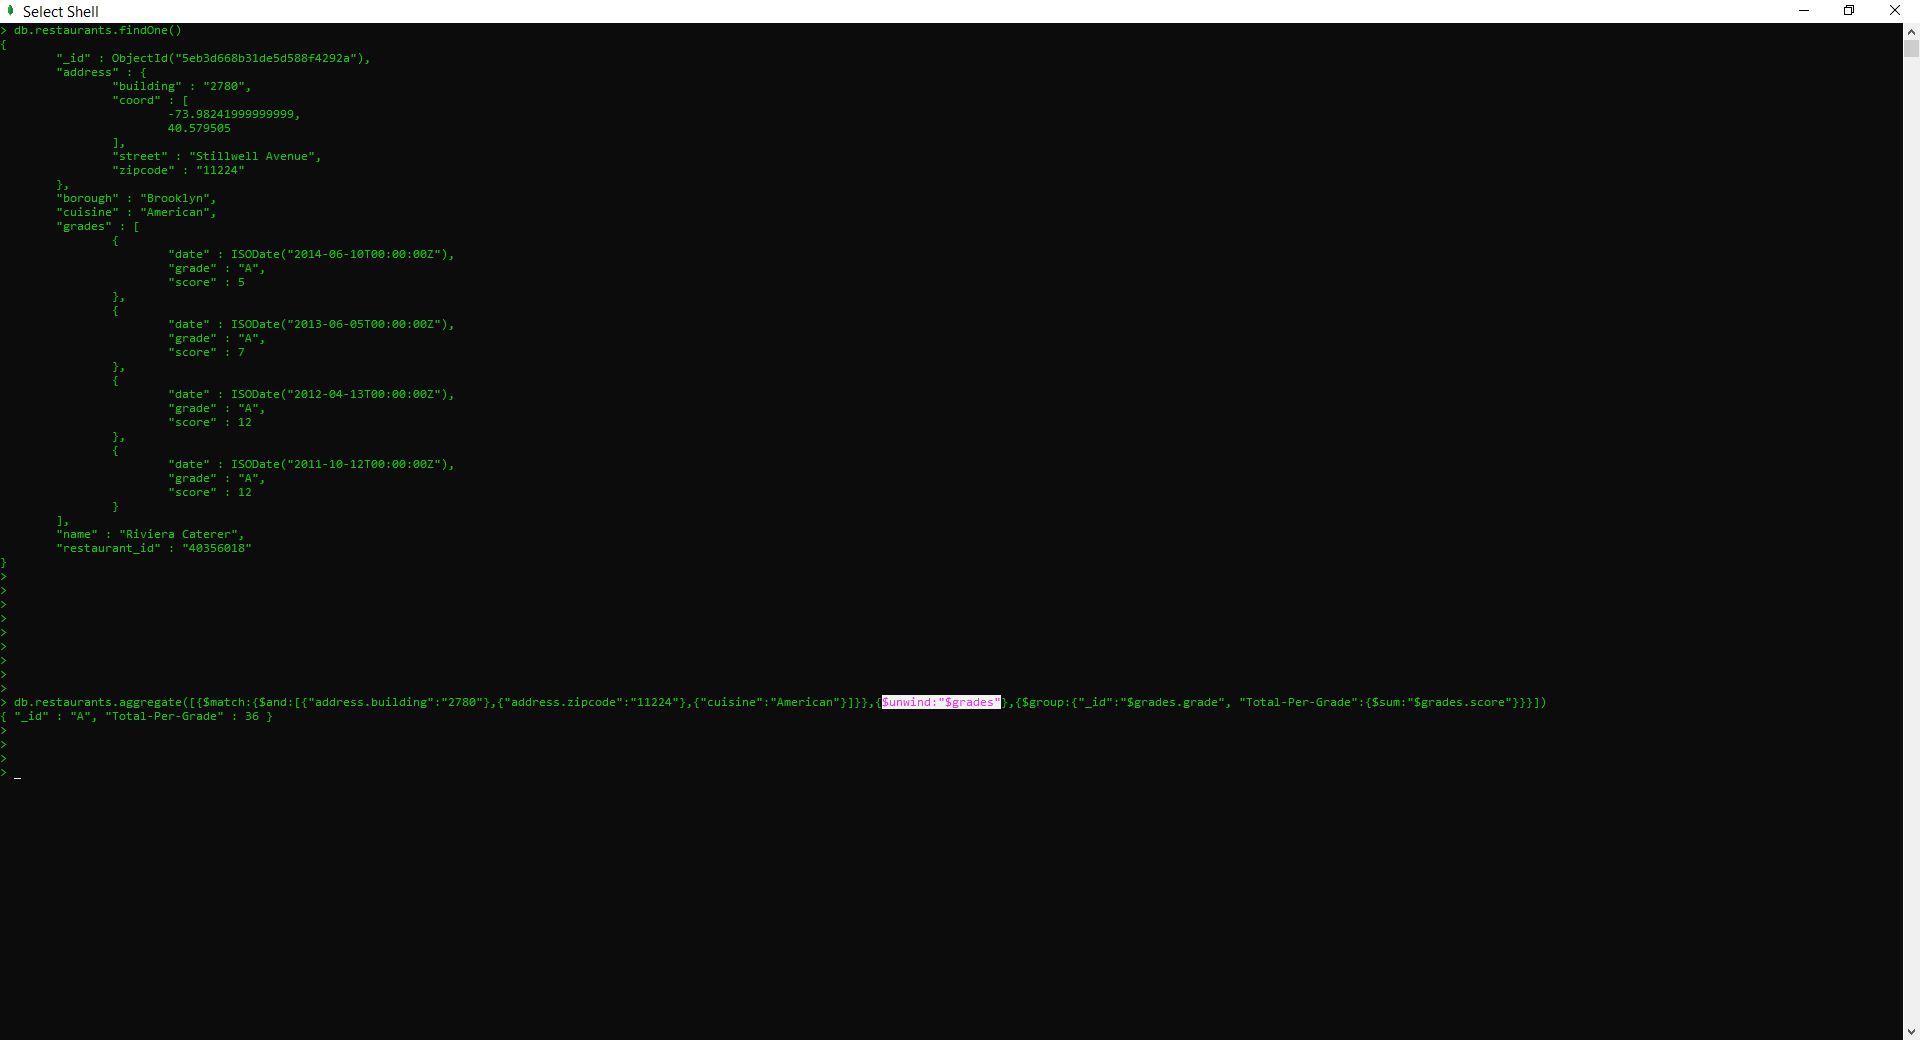 Select Shell
> db.restaurants.findOne()
{
"_id" : ObjectId("5eb3d668b31de5d588f4292a"),
"address" : {
"building" : "2780",
"coord" : [
-73.98241999999999,
40.579505
],
"street" : "Stillwell Avenue",
"zipcode" : "11224"
},
"borough" : "Brooklyn",
"cuisine" : "American",
"grades" : [
{
"date" : ISODate("2014-06-10T00:00:00Z"),
"grade" : "A",
"score" : 5
},
{
"date" : ISODate("2013-06-05T00:00:00Z"),
"grade" : "A",
"score" : 7
},
{
"date" : ISODate("2012-04-13T00:00:00Z"),
"grade" : "A",
"score" : 12
},
{
"date" : ISODate("2011-10-12T00:00:00Z"),
"grade" : "A",
"score" : 12
}
],
"name" : "Riviera Caterer",
"restaurant_id" : "40356018"
}
>
>
>
>
>
>
>
>
>
> db.restaurants.aggregate([{$match:{$and:[{"address.building":"2780"},{"address.zipcode":"11224"},{"cuisine":"American"}]}},{$unwind:"$grades"},{$group:{"_id":"$grades.grade", "Total-Per-Grade":{$sum:"$grades.score"}}}])
{ "_id" : "A", "Total-Per-Grade" : 36 }
>
>
>
> _